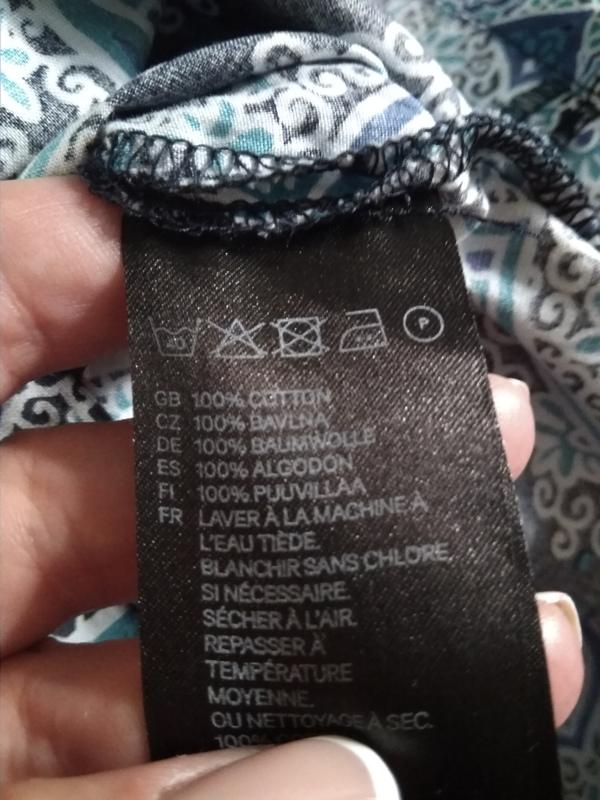 P
GB 100% COTTON
CZ 100% BAVLNA
DE 100% BAUMWOLLE
ES 100% ALGODON
FI 100% PUUVILLAA
FR LAVER À LA MACHINE À
L'EAU TIÈDE.
BLANCHIR SANS CHLORE,
SI NÉCESSAIRE.
SÉCHER À L'AIR.
REPASSER À
TEMPÉRATURE
MOYENNE.
OU NETTOYAGE À SEC.
100%